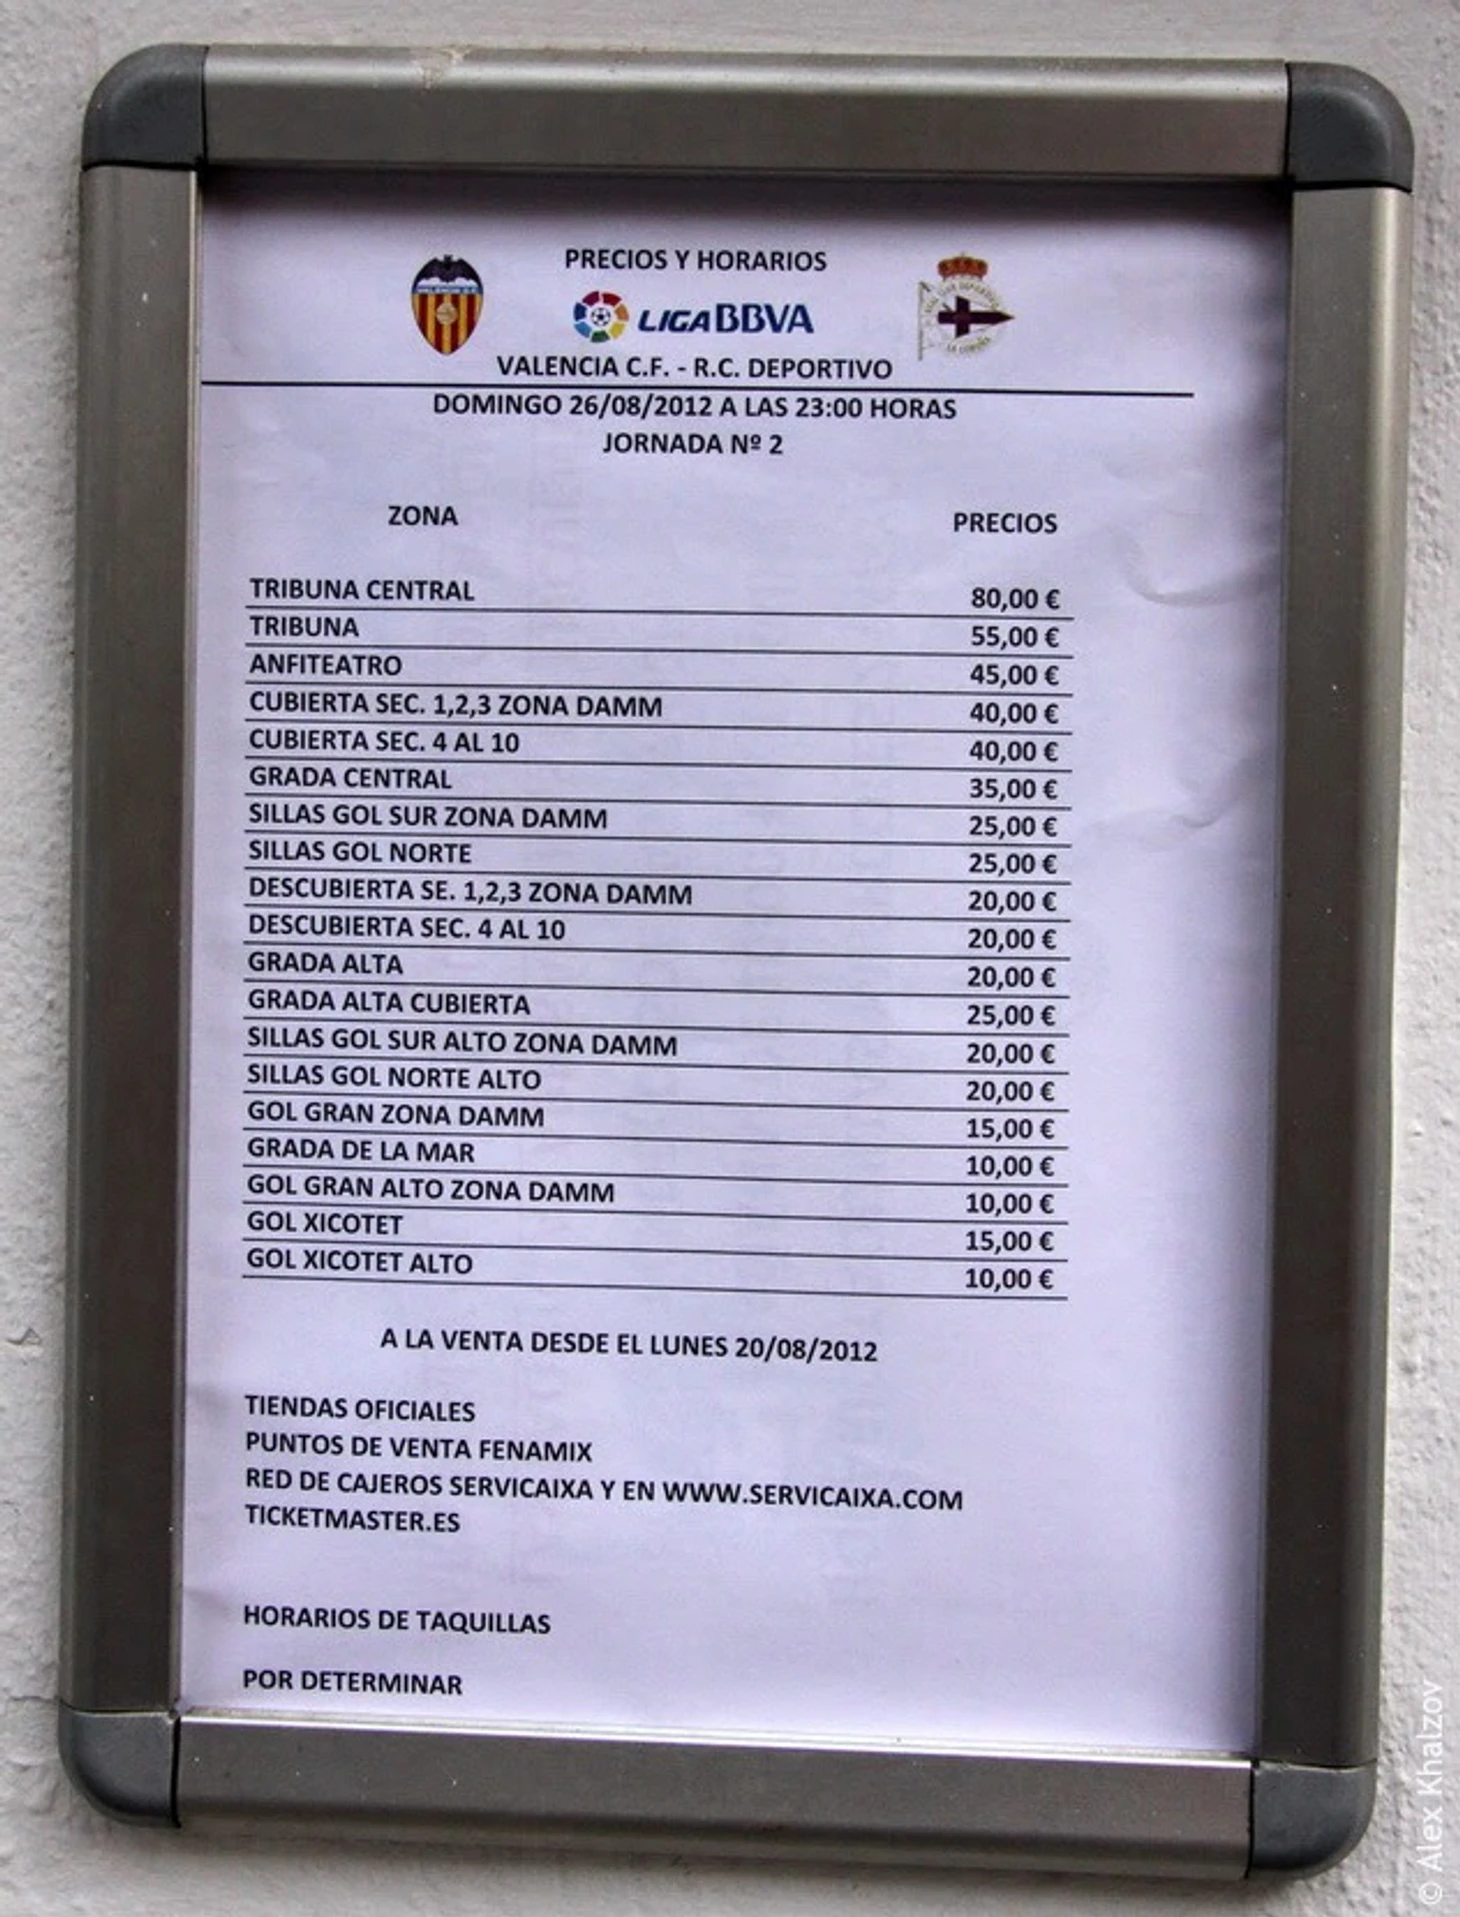 PRECIOS Y HORARIOS
LIGA BBVA
VALENCIA C.F. - R.C. DEPORTIVO
DOMINGO 26/08/2012 A LAS 23:00 HORAS
JORNADA Nº 2
ZONA PRECIOS
TRIBUNA CENTRAL 80,00 €
TRIBUNA 55,00 €
ANFITEATRO 45,00 €
CUBIERTA SEC. 1,2,3 ZONA DAMM 40,00 €
CUBIERTA SEC. 4 AL 10 40,00 €
GRADA CENTRAL 35,00 €
SILLAS GOL SUR ZONA DAMM 25,00 €
SILLAS GOL NORTE 25,00 €
DESCUBIERTA SE. 1,2,3 ZONA DAMM 20,00 €
DESCUBIERTA SEC. 4 AL 10 20,00 €
GRADA ALTA 20,00 €
GRADA ALTA CUBIERTA 25,00 €
SILLAS GOL SUR ALTO ZONA DAMM 20,00 €
SILLAS GOL NORTE ALTO 20,00 €
GOL GRAN ZONA DAMM 15,00 €
GRADA DE LA MAR 10,00 €
GOL GRAN ALTO ZONA DAMM 10,00 €
GOL XICOTET 15,00 €
GOL XICOTET ALTO 10,00 €
A LA VENTA DESDE EL LUNES 20/08/2012
TIENDAS OFICIALES
PUNTOS DE VENTA FENAMIX
RED DE CAJEROS SERVICAIXA Y EN WWW.SERVICAIXA.COM
TICKETMASTER.ES
HORARIOS DE TAQUILLAS
POR DETERMINAR
© Alex Khalzov